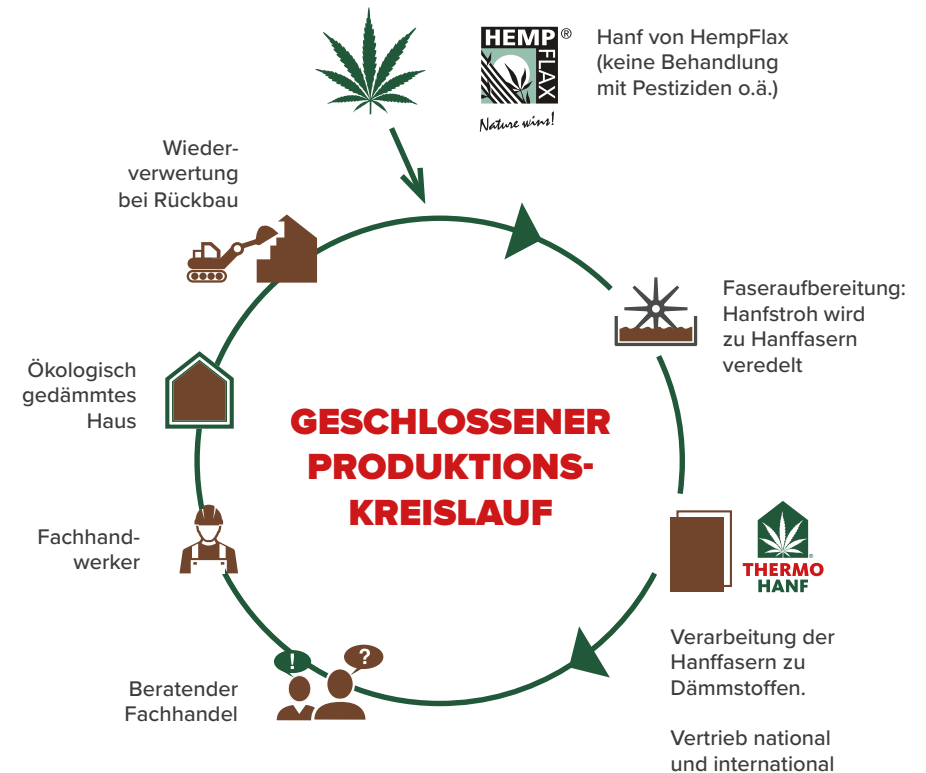 HEMP®
FLAX
Nature wins!
Hanf von HempFlax
(keine Behandlung
mit Pestiziden o.ä.)
Wieder-
verwertung
bei Rückbau
Faseraufbereitung:
Hanfstroh wird
zu Hanffasern
veredelt
Ökologisch
gedämmtes
Haus
GESCHLOSSENER
PRODUKTIONS-
KREISLAUF
Fachhand-
werker
THERMO
HANF
®
Verarbeitung der
Hanffasern zu
Dämmstoffen.
Vertrieb national
und international
! ?
Beratender
Fachhandel